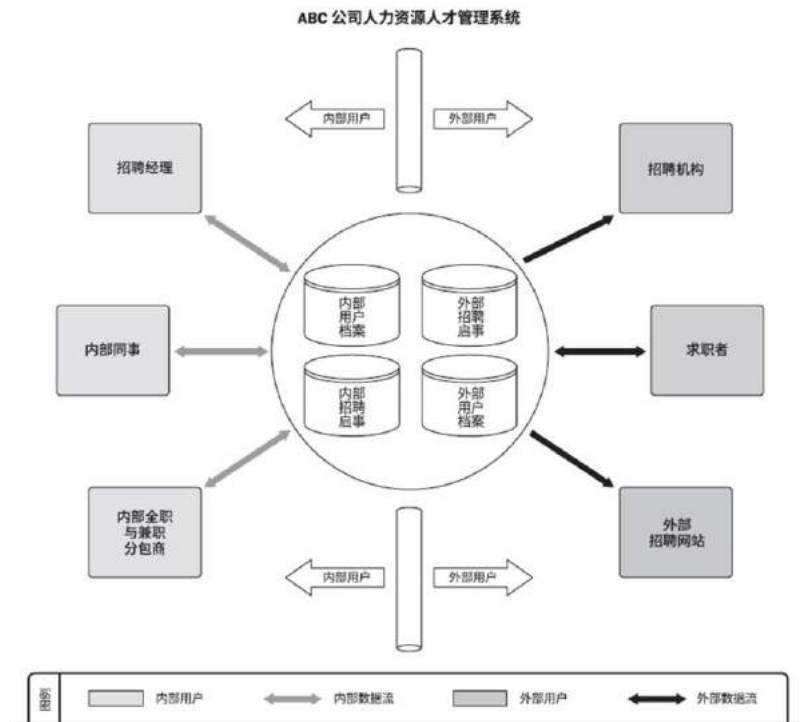 ABC 公司人力资源人才管理系统
内部用户
外部用户
招聘经理
招聘机构
内部
用户
档案
外部
招聘
启事
内部同事
求职者
内部
招聘
启事
外部
用户
档案
内部全职
与兼职
分包商
外部
招聘网站
内部用户
外部用户
图例
内部用户
内部数据流
外部用户
外部数据流